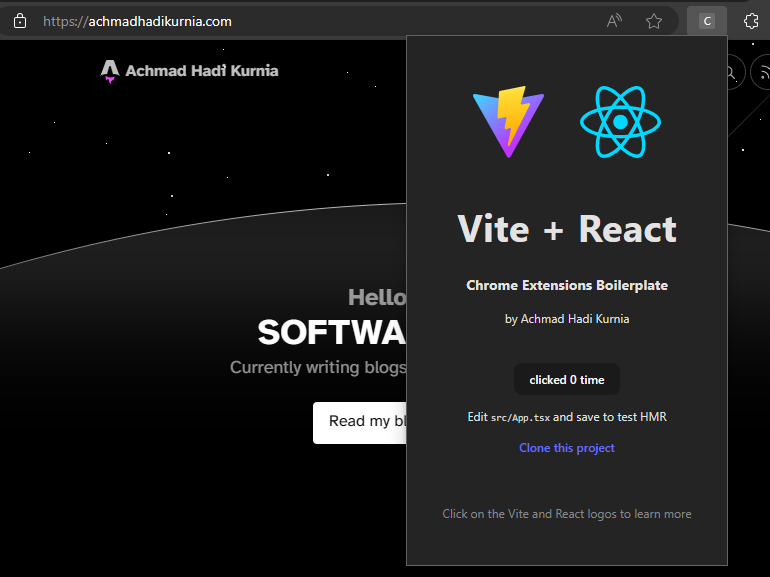 https://achmadhadikurnia.com
A
C
Achmad Hadi Kurnia
Hello
SOFTWA
Currently writing blogs
Read my bl
Vite + React
Chrome Extensions Boilerplate
by Achmad Hadi Kurnia
clicked 0 time
Edit src/App.tsx and save to test HMR
Clone this project
Click on the Vite and React logos to learn more